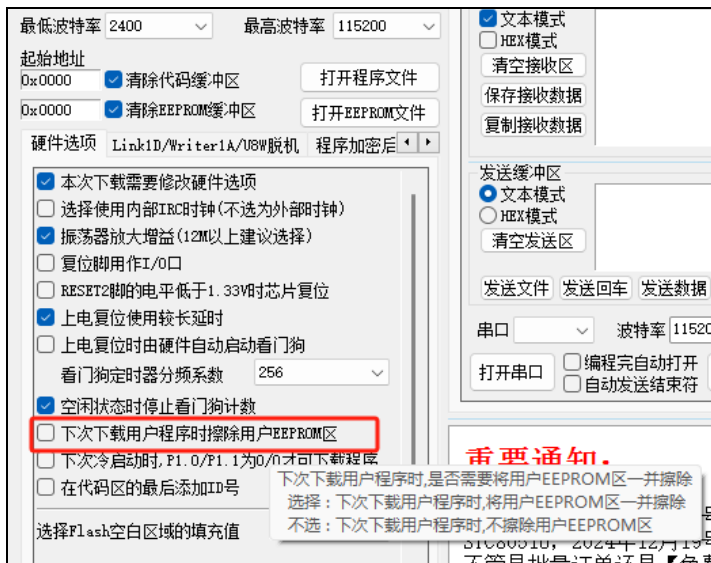 最低波特率 2400 最高波特率 115200
起始地址
0x0000 清除代码缓冲区 打开程序文件
0x0000 清除EEPROM缓冲区 打开EEPROM文件
硬件选项 Link1D/Writer1A/U8W脱机 程序加密后
本次下载需要修改硬件选项
选择使用内部IRC时钟(不选为外部时钟)
振荡器放大增益(12M以上建议选择)
复位脚用作I/O口
RESET2脚的电平低于1.33V时芯片复位
上电复位使用较长延时
上电复位时由硬件自动启动看门狗
看门狗定时器分频系数 256
空闲状态时停止看门狗计数
下次下载用户程序时擦除用户EEPROM区
下次冷启动时,P1.0/P1.1为0/0才可下载程序
在代码区的最后添加ID号
选择Flash空白区域的填充值
文本模式
HEX模式
清空接收区
保存接收数据
复制接收数据
发送缓冲区
文本模式
HEX模式
清空发送区
发送文件 发送回车 发送数据
串口 波特率 11520
打开串口 编程完自动打开
自动发送结束符
重要通知:
下次下载用户程序时,是否需要将用户EEPROM区一并擦除
选择：下次下载用户程序时,将用户EEPROM区一并擦除
不选：下次下载用户程序时,不擦除用户EEPROM区
号
2024年12月19号